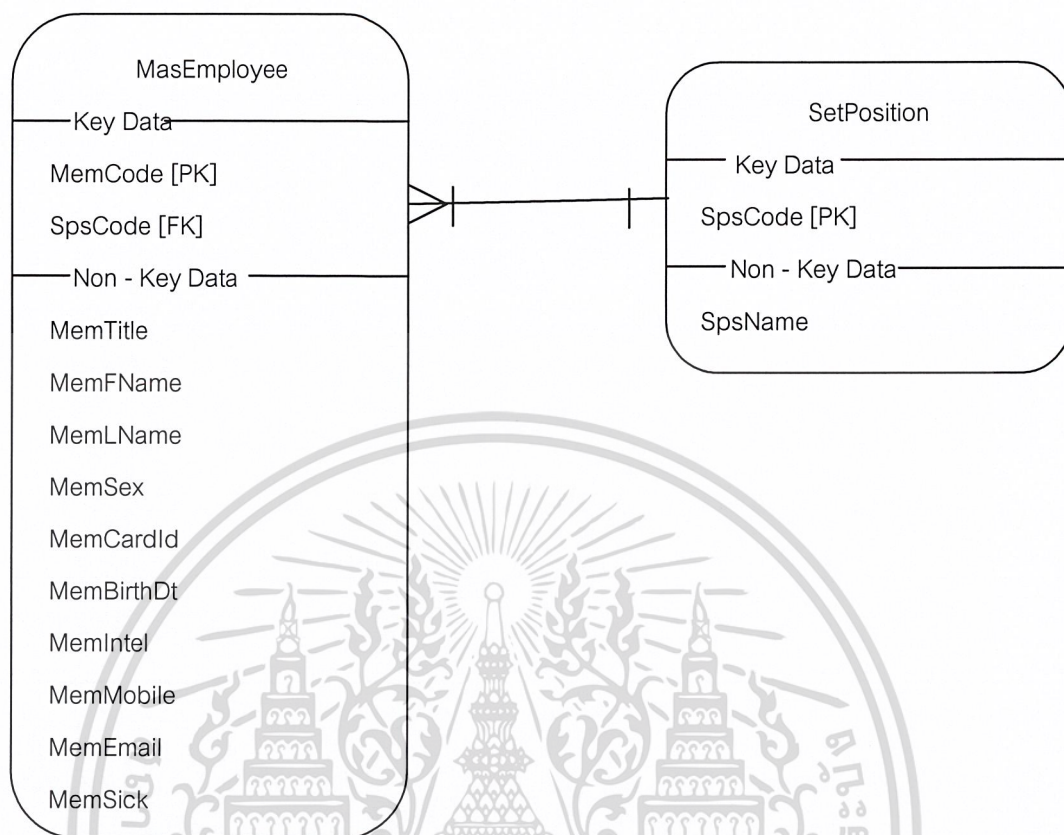 MasEmployee
Key Data
MemCode [PK]
SpsCode [FK]
Non - Key Data
MemTitle
MemFName
MemLName
MemSex
MemCardId
MemBirthDt
MemIntel
MemMobile
MemEmail
MemSick
SetPosition
Key Data
SpsCode [PK]
Non - Key Data
SpsName